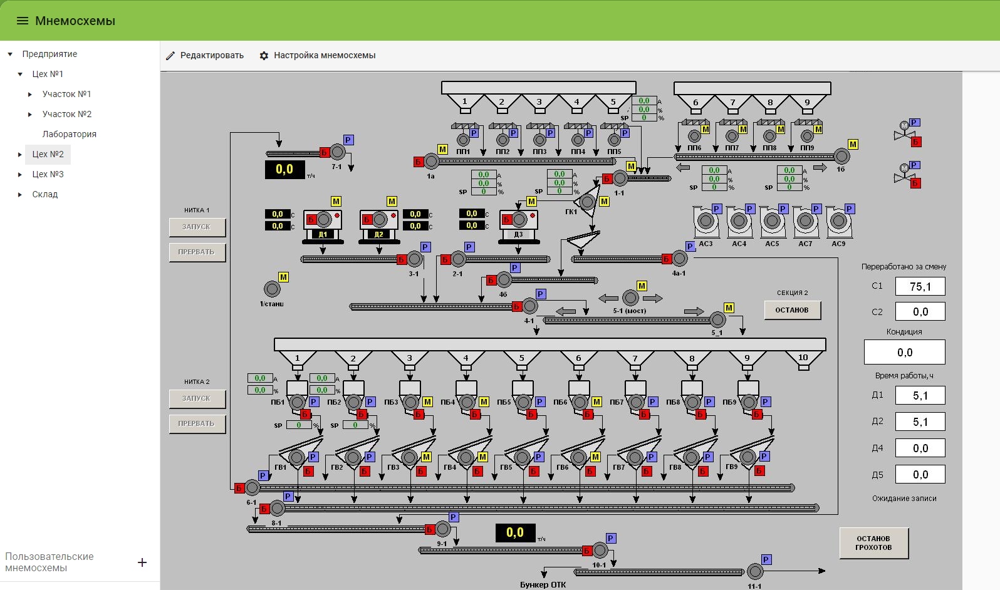 Мнемосхемы
Предприятие
Цех №1
Участок №1
Участок №2
Лаборатория
Цех №2
Цех №3
Склад
Пользовательские
мнемосхемы
+
Редактировать
Настройка мнемосхемы
1 2 3 4 5
0,0 А
0,0 %
SP 0 %
6 7 8 9
Р Р Р Р Р
ПП1 ПП2 ПП3 ПП4 ПП5
М М М М
ПП6 ПП7 ПП8 ПП9
М Р
Б
М Р
Б
Р
Б
7-1
0,0 т/ч
М
Б
1а
М
1б
0,0 А
0,0 %
SP 0 %
0,0 А
0,0 %
SP 0 %
М
Б
1-1
0,0 А
0,0 %
SP 0 %
0,0 А
0,0 %
SP 0 %
НИТКА 1
ЗАПУСК
ПРЕРВАТЬ
0,0 С
0,0 С
М
Б
Д1
М
Б
Д2
0,0 С
0,0 С
0,0 С
0,0 С
М
Б
Д3
М
ГК1
Р Р Р Р Р
АС3 АС4 АС5 АС7 АС9
Р
Б
3-1
Р
Б
2-1
Р
Б
4а-1
Р
Б
4б
М
1/станц
Р
Б
4-1
М
5-1 (мост)
М
5_1
СЕКЦИЯ 2
ОСТАНОВ
Переработано за смену
С1 75,1
С2 0,0
Кондиция
0,0
Время работы,ч
Д1 5,1
Д2 5,1
Д4 0,0
Д5 0,0
Ожидание записи
1 2 3 4 5 6 7 8 9 10
НИТКА 2
ЗАПУСК
ПРЕРВАТЬ
0,0 А
0,0 %
0,0 А
0,0 %
ПБ1 Р ПБ2 Р ПБ3 М ПБ4 М ПБ5 Р ПБ6 М ПБ7 Р ПБ8 Р ПБ9 Р
Б Б Б Б Б Б Б Б Б
SP 0 % SP 0 %
Р Р М М Р М Р Р Р
ГВ1 ГВ2 ГВ3 ГВ4 ГВ5 ГВ6 ГВ7 ГВ8 ГВ9
Б Б Б Б Б Б Б Б Б
Р
Б
6-1
Р
Б
8-1
Р
Б
9-1
0,0 т/ч
Р
Б
10-1
Р
11-1
Бункер ОТК
ОСТАНОВ
ГРОХОТОВ